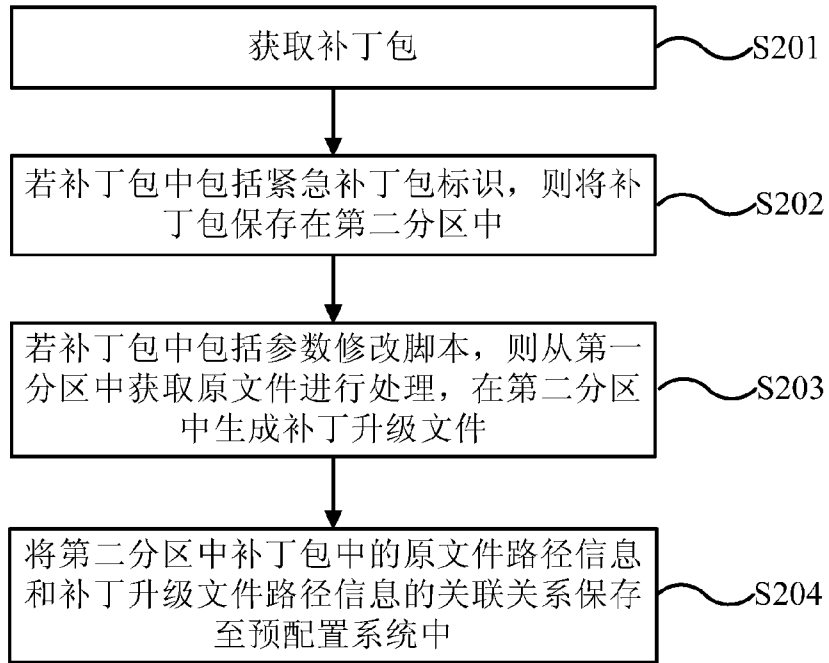 获取补丁包
S201
若补丁包中包括紧急补丁包标识，则将补
丁包保存在第二分区中
S202
若补丁包中包括参数修改脚本，则从第一
分区中获取原文件进行处理，在第二分区
中生成补丁升级文件
S203
将第二分区中补丁包中的原文件路径信息
和补丁升级文件路径信息的关联关系保存
至预配置系统中
S204